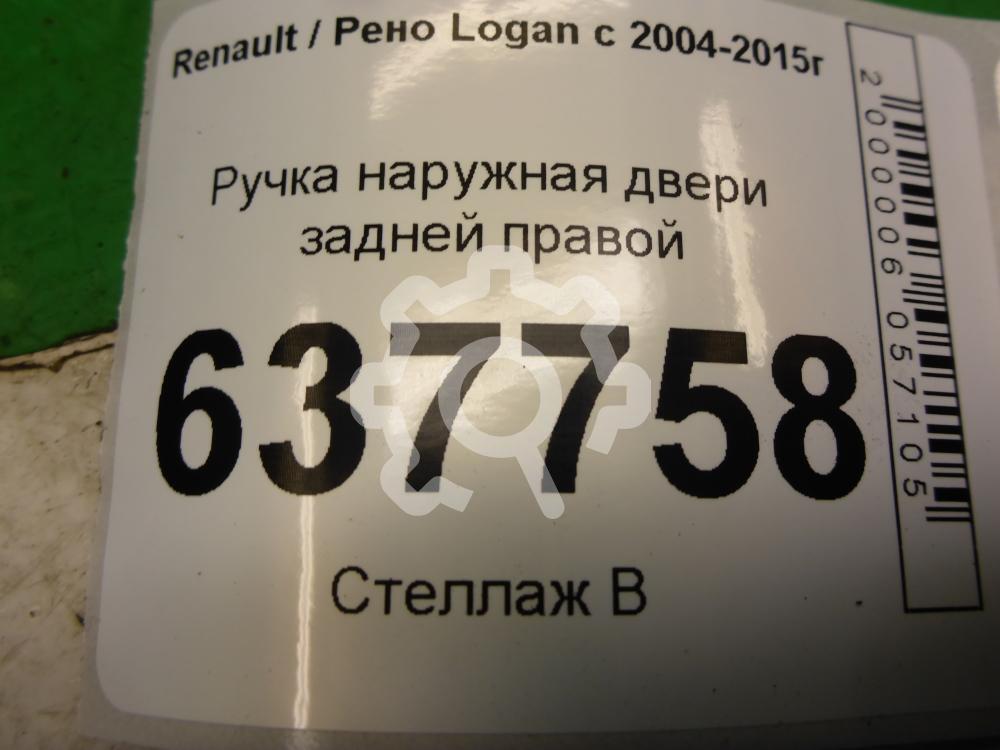 Renault / Рено Logan с 2004-2015г
Ручка наружная двери
задней правой
637758
Стеллаж В
2000006057105